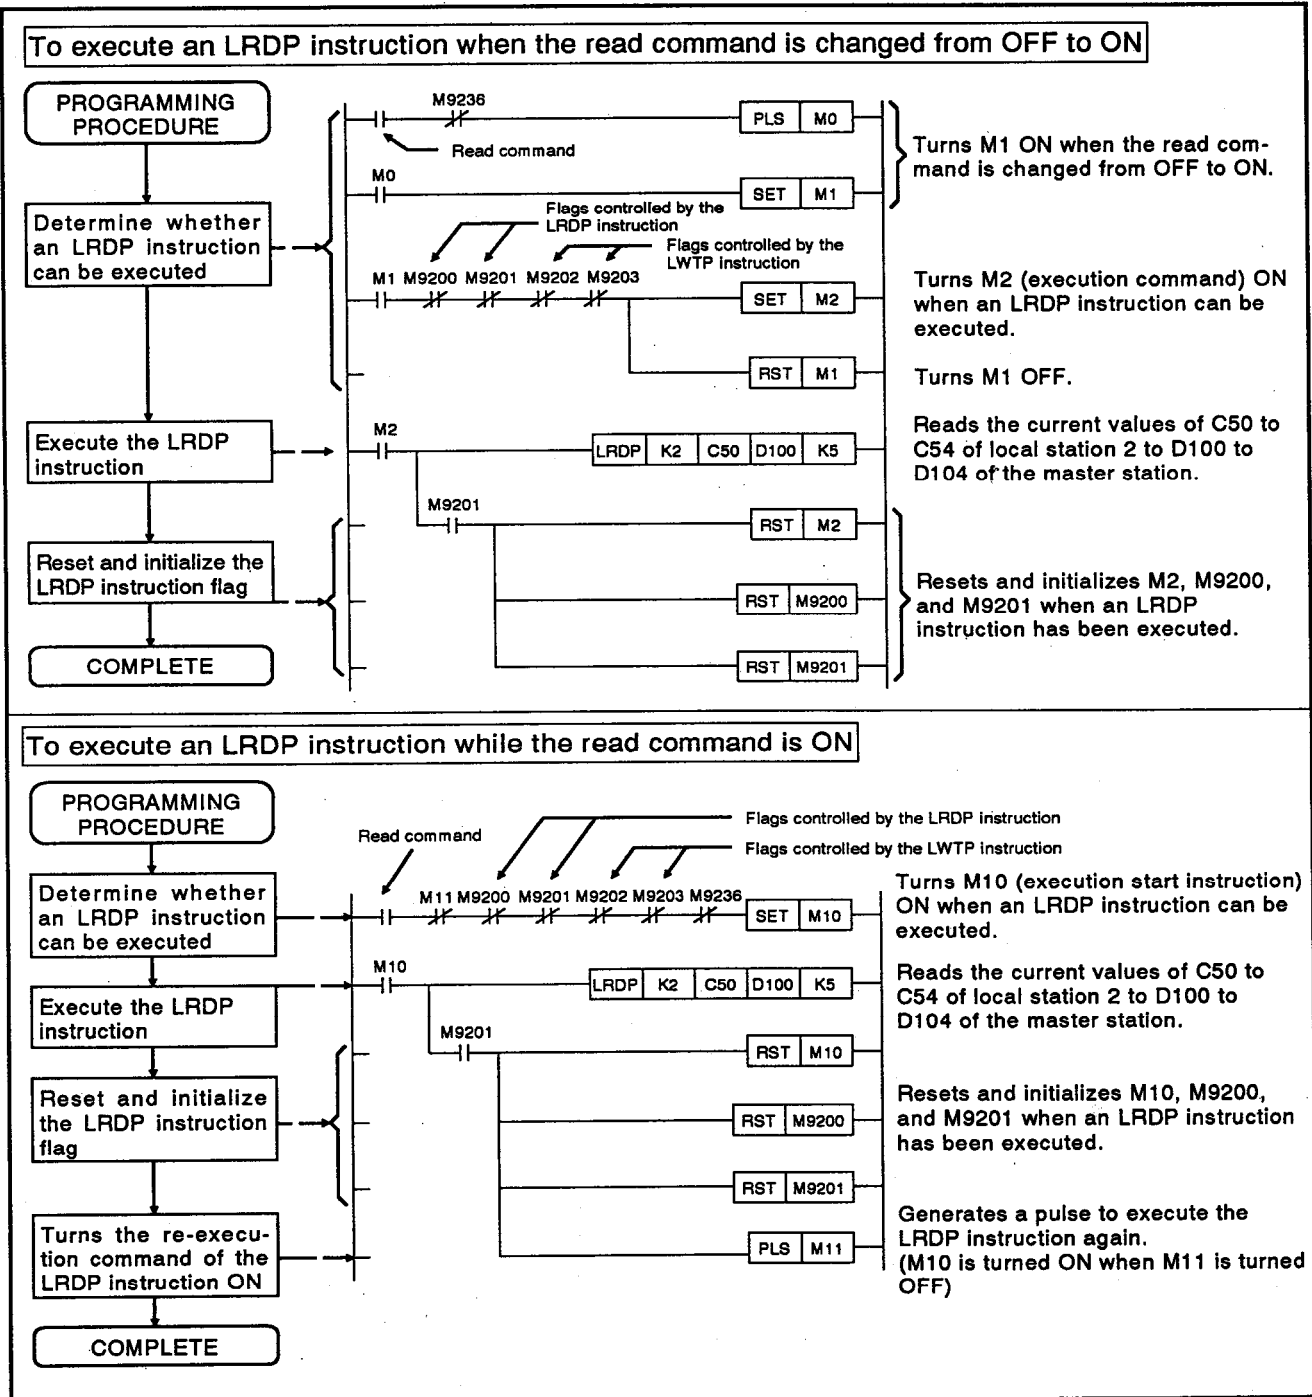 To execute an LRDP instruction when the read command is changed from OFF to ON
PROGRAMMING
PROCEDURE
Determine whether
an LRDP instruction
can be executed
Execute the LRDP
instruction
Reset and initialize the
LRDP instruction flag
COMPLETE
M9236
PLS M0
Read command
M0
SET M1
Turns M1 ON when the read com-
mand is changed from OFF to ON.
Flags controlled by the
LRDP instruction
Flags controlled by the
LWTP instruction
M1 M9200 M9201 M9202 M9203
SET M2
Turns M2 (execution command) ON
when an LRDP instruction can be
executed.
RST M1
Turns M1 OFF.
M2
LRDP K2 C50 D100 K5
Reads the current values of C50 to
C54 of local station 2 to D100 to
D104 of the master station.
M9201
RST M2
RST M9200
RST M9201
Resets and initializes M2, M9200,
and M9201 when an LRDP
instruction has been executed.
To execute an LRDP instruction while the read command is ON
PROGRAMMING
PROCEDURE
Determine whether
an LRDP instruction
can be executed
Execute the LRDP
instruction
Reset and initialize
the LRDP instruction
flag
Turns the re-execu-
tion command of the
LRDP instruction ON
COMPLETE
Read command
Flags controlled by the LRDP instruction
Flags controlled by the LWTP instruction
M11 M9200 M9201 M9202 M9203 M9236
SET M10
Turns M10 (execution start instruction)
ON when an LRDP instruction can be
executed.
M10
LRDP K2 C50 D100 K5
Reads the current values of C50 to
C54 of local station 2 to D100 to
D104 of the master station.
M9201
RST M10
RST M9200
RST M9201
Resets and initializes M10, M9200,
and M9201 when an LRDP instruction
has been executed.
PLS M11
Generates a pulse to execute the
LRDP instruction again.
(M10 is turned ON when M11 is turned
OFF)